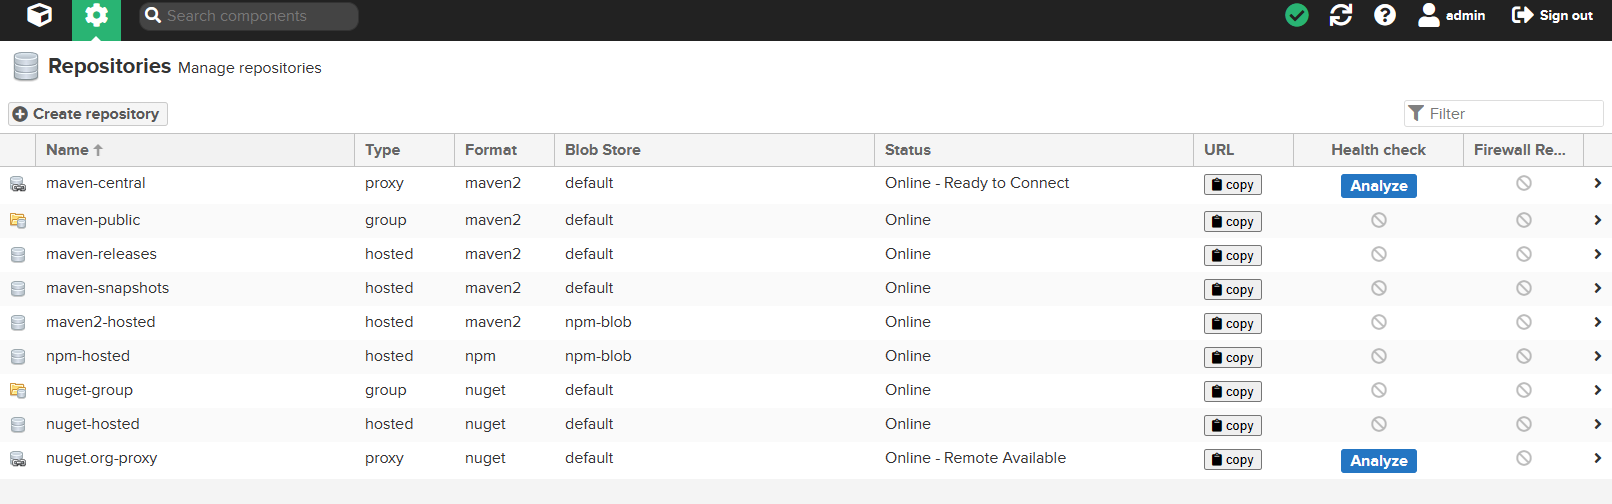 Search components admin Sign out
Repositories Manage repositories
Create repository Filter
Name Type Format Blob Store Status URL Health check Firewall Re...
maven-central proxy maven2 default Online - Ready to Connect copy Analyze
maven-public group maven2 default Online copy
maven-releases hosted maven2 default Online copy
maven-snapshots hosted maven2 default Online copy
maven2-hosted hosted maven2 npm-blob Online copy
npm-hosted hosted npm npm-blob Online copy
nuget-group group nuget default Online copy
nuget-hosted hosted nuget default Online copy
nuget.org-proxy proxy nuget default Online - Remote Available copy Analyze